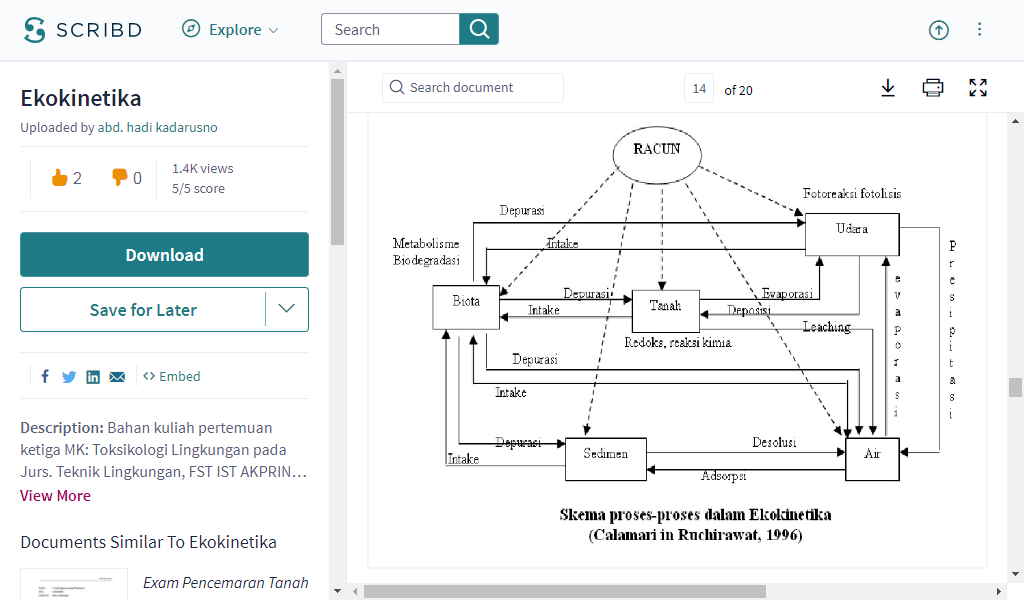 SCRIBD
Explore
Search
Ekokinetika
Uploaded by abd. hadi kadarusno
2
0
1.4K views
5/5 score
Download
Save for Later
<> Embed
Description: Bahan kuliah pertemuan
ketiga MK: Toksikologi Lingkungan pada
Jurs. Teknik Lingkungan, FST IST AKPRIN…
View More
Documents Similar To Ekokinetika
Exam Pencemaran Tanah
Search document
14 of 20
RACUN
Fotoreaksi fotolisis
Depurasi
Udara
Metabolisme
Biodegradasi
Intake
Presipitasi
evaporasi
Biota
Depurasi
Evaporasi
Intake
Tanah
Deposisi
Leaching
Redoks, reaksi kimia
Depurasi
Intake
Depurasi
Desolusi
Intake
Sedimen
Air
Adsorpsi
Skema proses-proses dalam Ekokinetika
(Calamari in Ruchirawat, 1996)